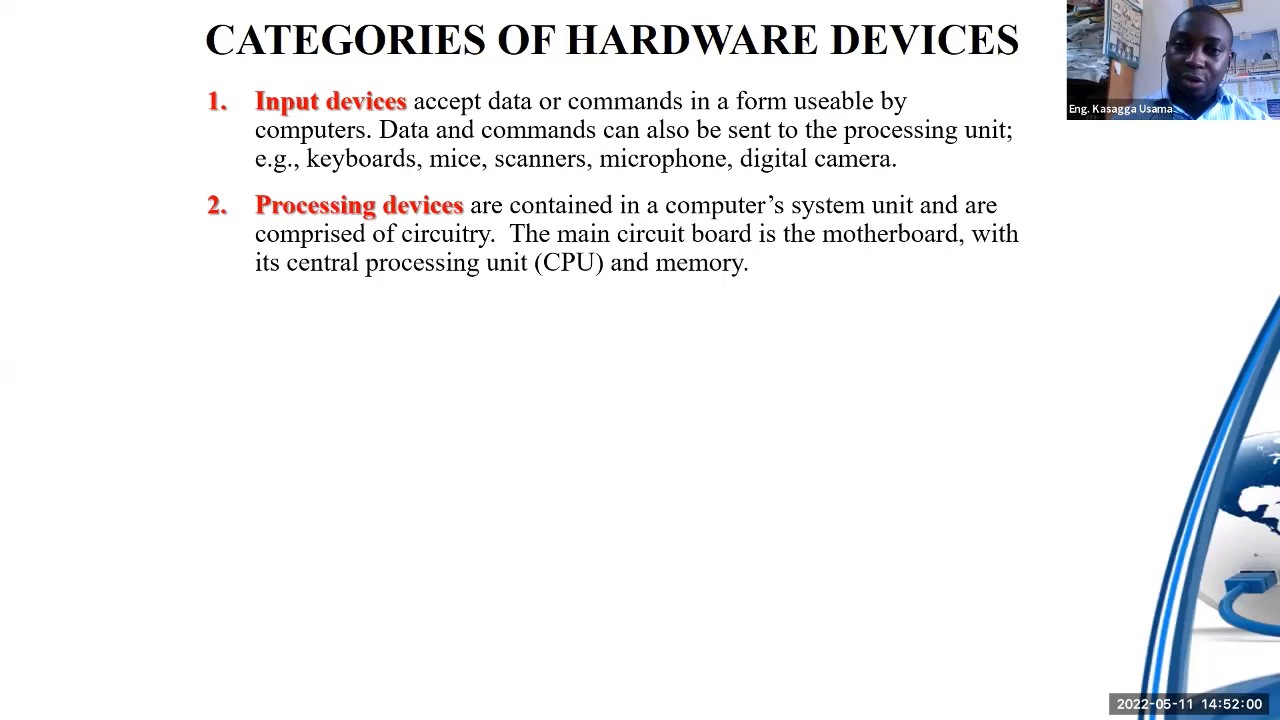 CATEGORIES OF HARDWARE DEVICES
1. Input devices accept data or commands in a form useable by
computers. Data and commands can also be sent to the processing unit;
e.g., keyboards, mice, scanners, microphone, digital camera.
2. Processing devices are contained in a computer’s system unit and are
comprised of circuitry.  The main circuit board is the motherboard, with
its central processing unit (CPU) and memory.
Eng. Kasagga Usama
2022-05-11 14:52:00